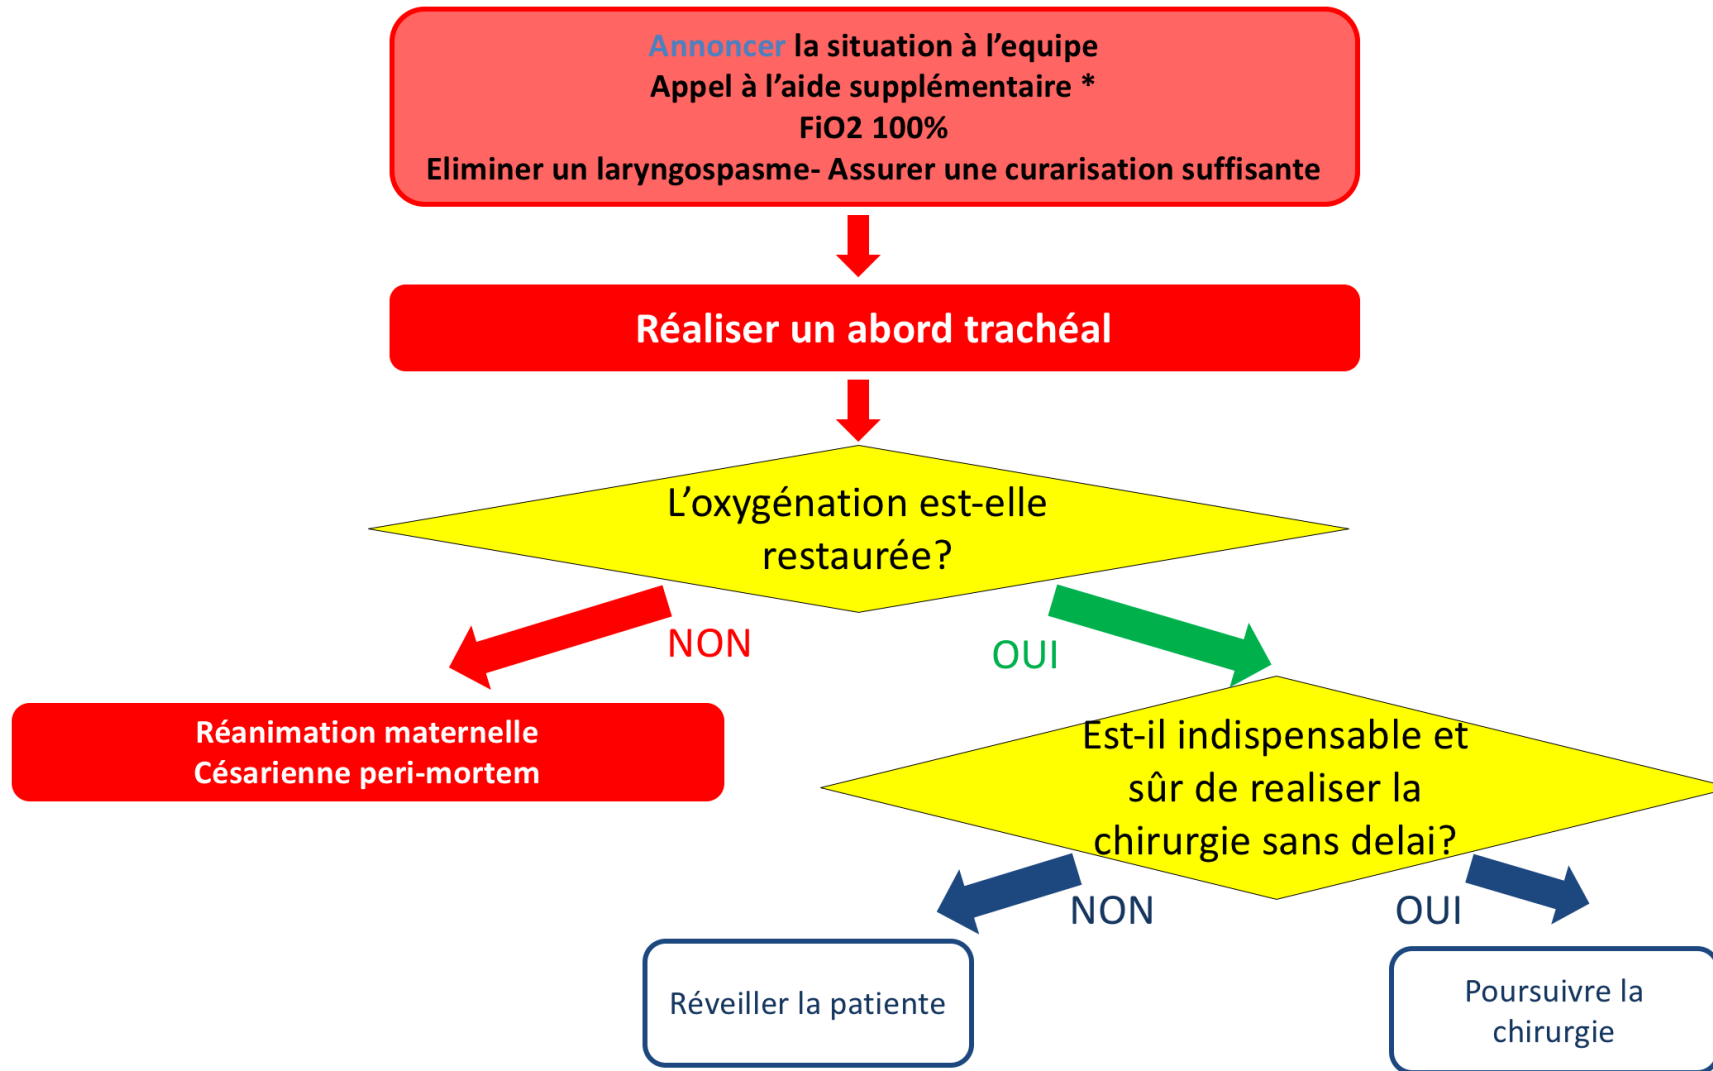 Annoncer la situation à l’equipe
Appel à l’aide supplémentaire *
FiO2 100%
Eliminer un laryngospasme- Assurer une curarisation suffisante
Réaliser un abord trachéal
L’oxygénation est-elle
restaurée?
NON
OUI
Réanimation maternelle
Césarienne peri-mortem
Est-il indispensable et
sûr de realiser la
chirurgie sans delai?
NON
OUI
Réveiller la patiente
Poursuivre la
chirurgie